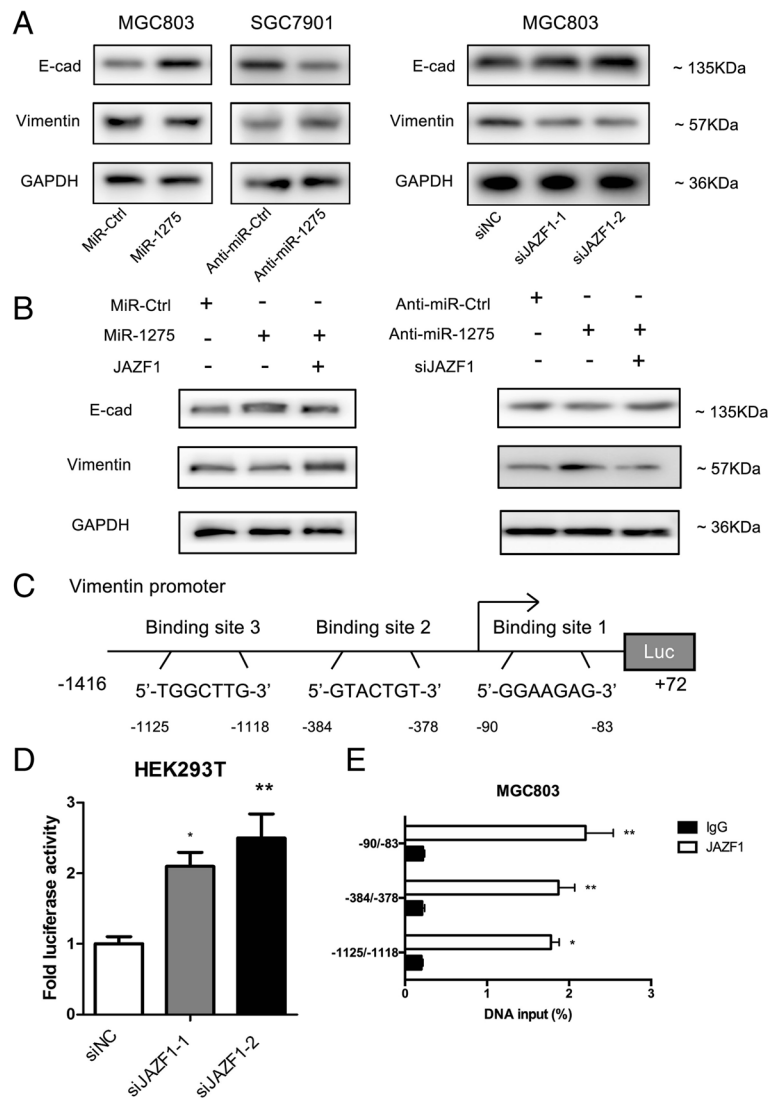 A
MGC803 SGC7901 MGC803
E-cad E-cad ~ 135KDa
Vimentin Vimentin ~ 57KDa
GAPDH GAPDH ~ 36KDa
MiR-Ctrl MiR-1275 Anti-miR-Ctrl Anti-miR-1275 siNC siJAZF1-1 siJAZF1-2
B
MiR-Ctrl + - - Anti-miR-Ctrl + - -
MiR-1275 - + + Anti-miR-1275 - + +
JAZF1 - - + siJAZF1 - - +
E-cad ~ 135KDa
Vimentin ~ 57KDa
GAPDH ~ 36KDa
C
Vimentin promoter
Binding site 3 Binding site 2 Binding site 1
Luc
-1416 5’-TGGCTTG-3’ 5’-GTACTGT-3’ 5’-GGAAGAG-3’ +72
-1125 -1118 -384 -378 -90 -83
D
HEK293T
Fold luciferase activity
3
2
1
0
* **
siNC siJAZF1-1 siJAZF1-2
E
MGC803
IgG
JAZF1
-90/-83 **
-384/-378 **
-1125/-1118 *
0 1 2 3
DNA input (%)